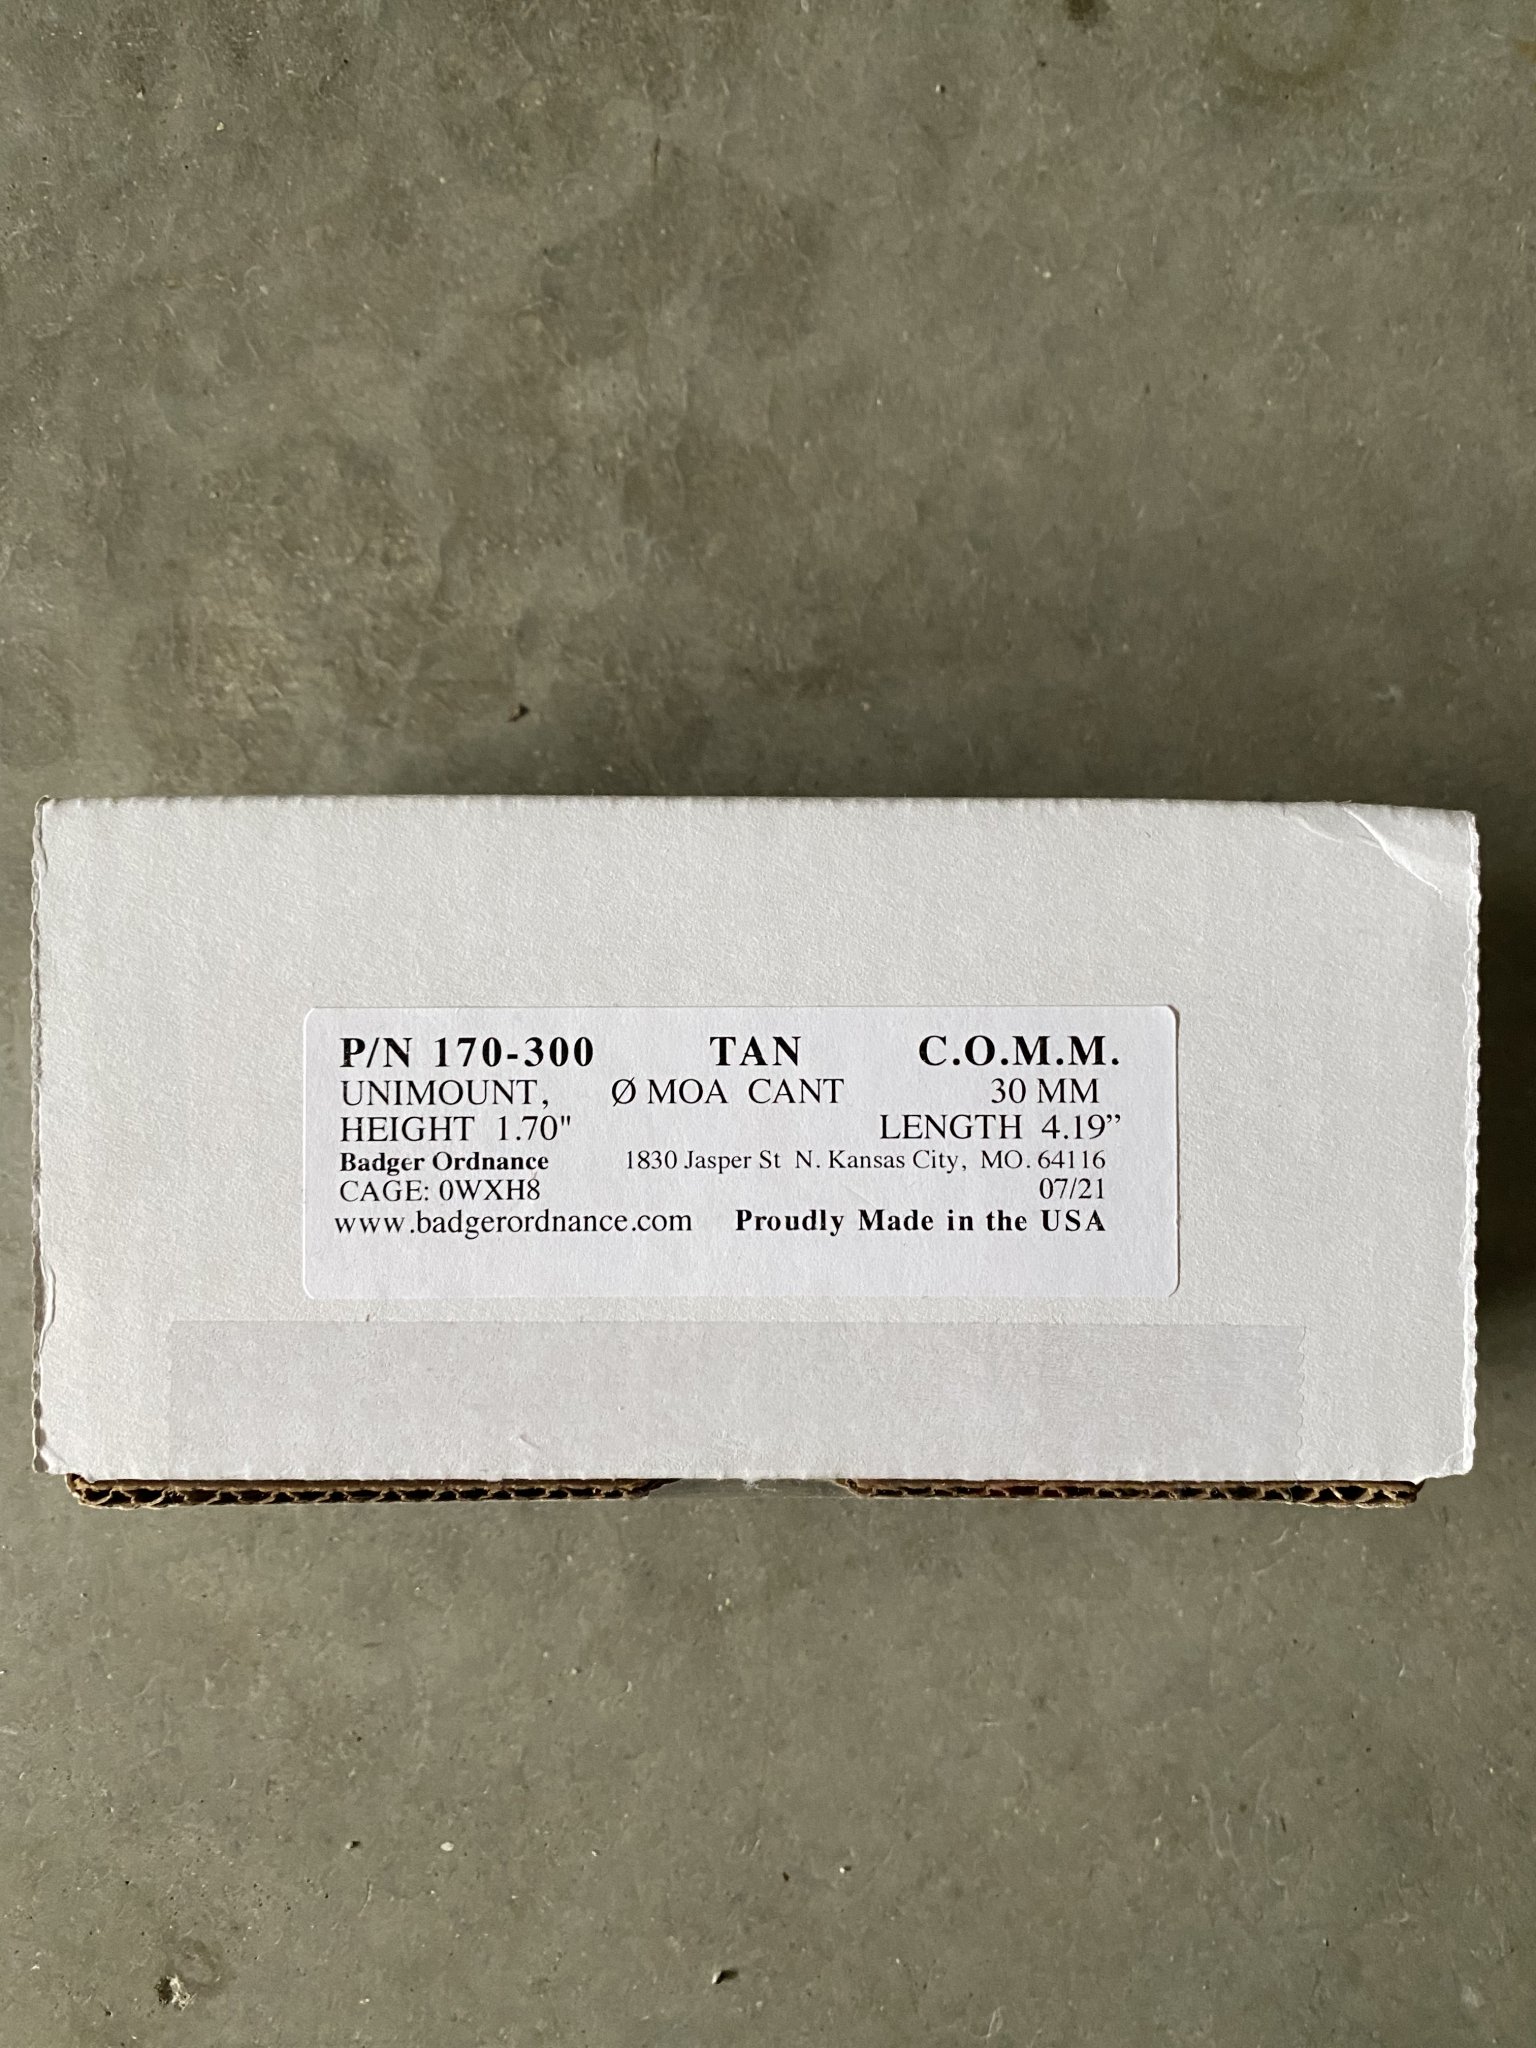 P/N 170-300 TAN C.O.M.M.
UNIMOUNT, Ø MOA CANT 30 MM
HEIGHT 1.70" LENGTH 4.19”
Badger Ordnance 1830 Jasper St N. Kansas City, MO. 64116
CAGE: 0WXH8 07/21
www.badgerordnance.com Proudly Made in the USA